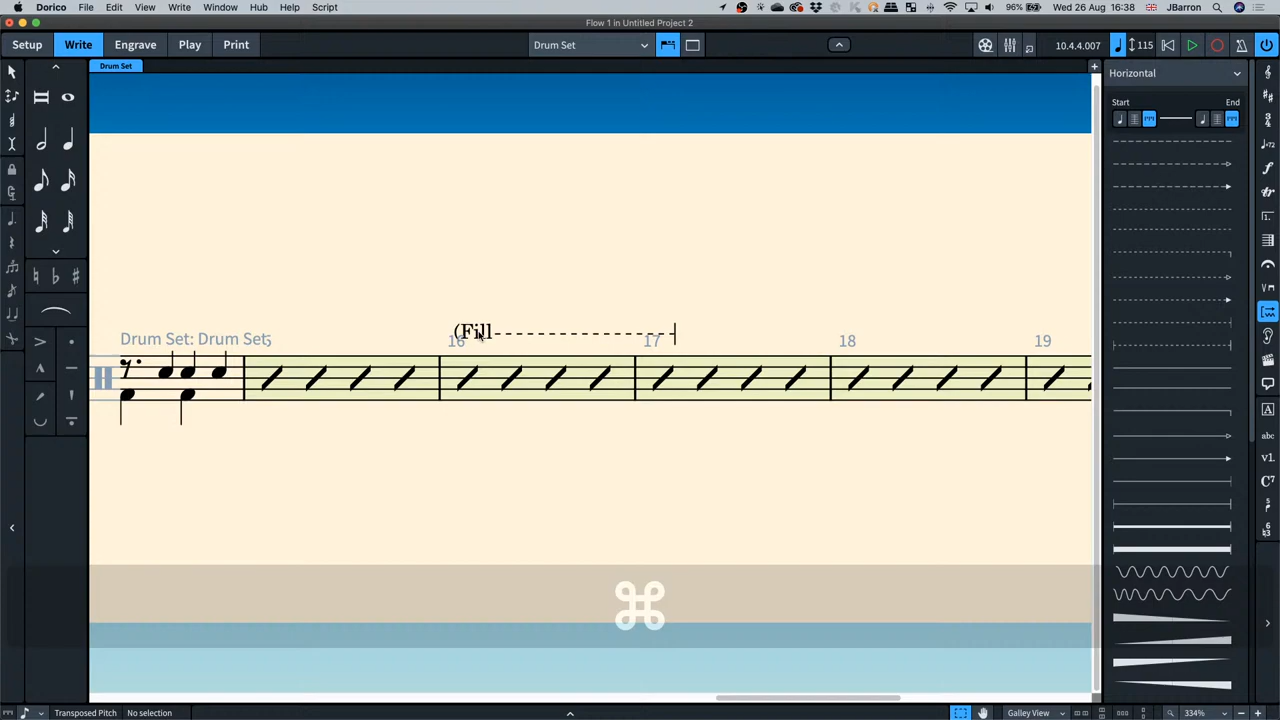 Dorico File Edit View Write Window Hub Help Script 96% Wed 26 Aug 16:38 JBarron
Flow 1 in Untitled Project 2
Setup Write Engrave Play Print Drum Set 10.4.4.007 115
Drum Set
Horizontal
Start End
(Fill
Drum Set: Drum Set 5 16 17 18 19
⌘
Transposed Pitch No selection Galley View 334%